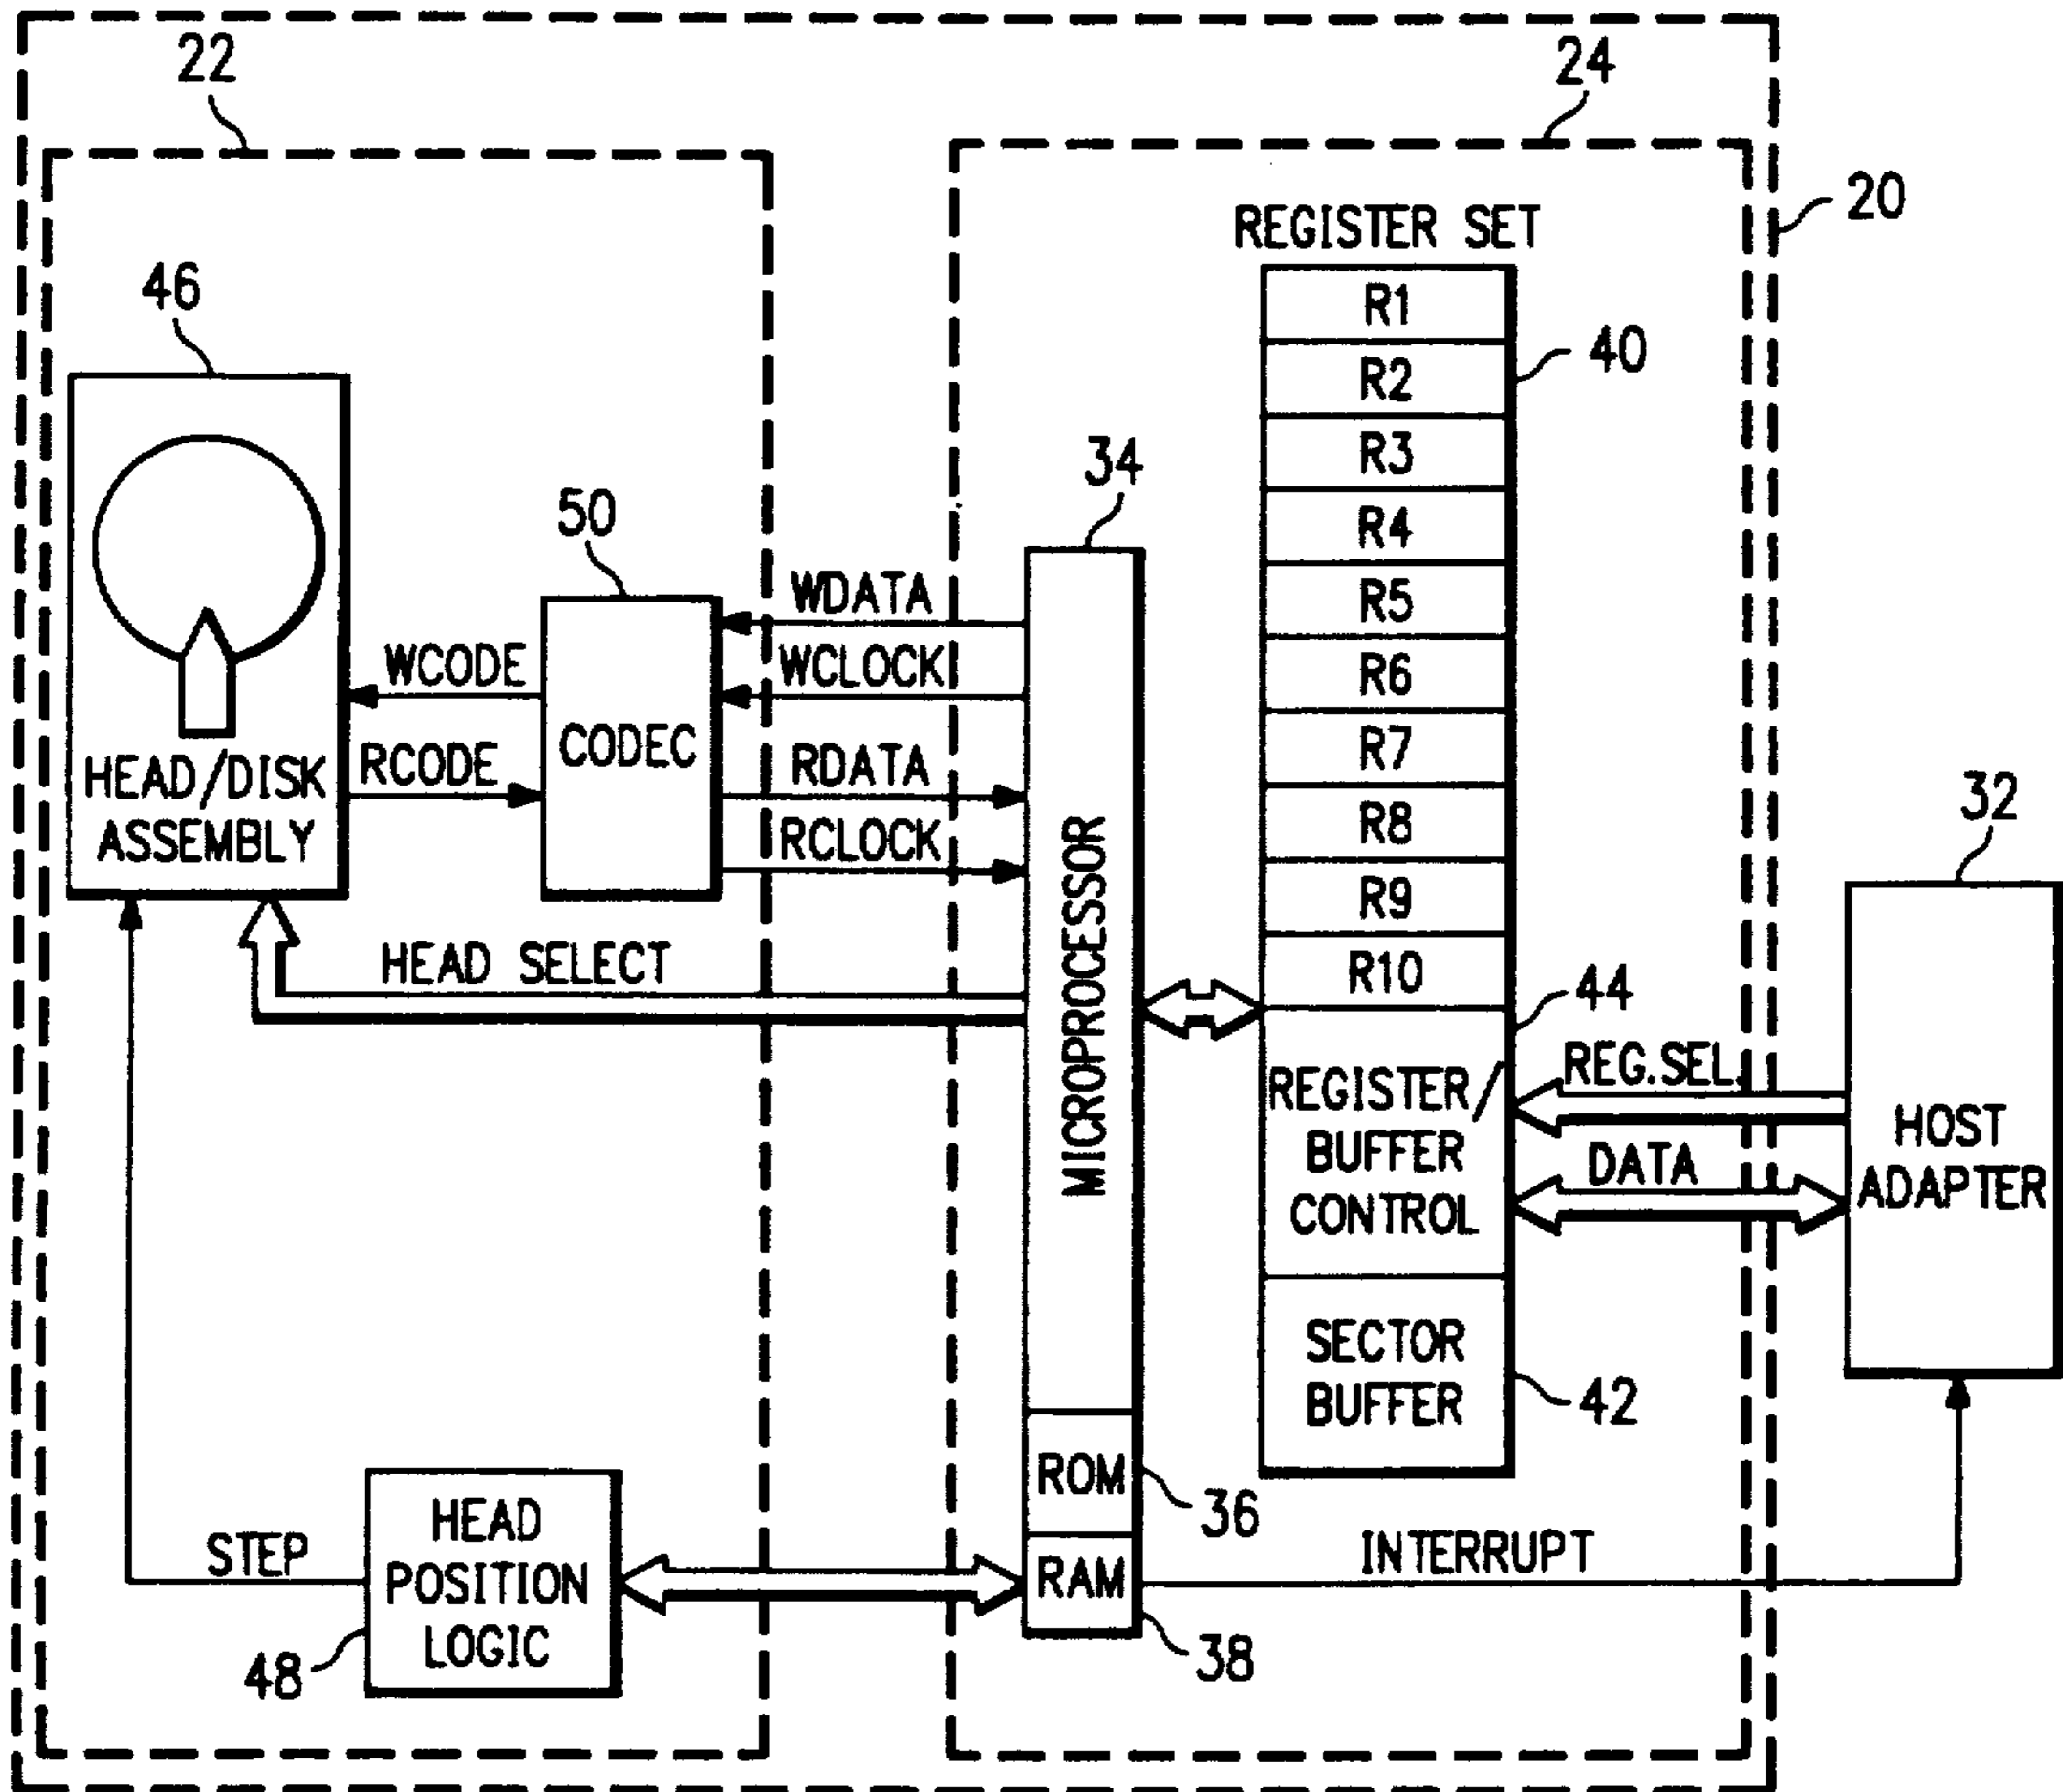 22
24
20
REGISTER SET
46
R1
R2
40
R3
34
50
R4
R5
WDATA
WCODE
WCLOCK
R6
CODEC
HEAD/DISK
ASSEMBLY
RCODE
RDATA
R7
32
RCLOCK
R8
MICROPROCESSOR
R9
HEAD SELECT
R10
44
REG.SEL.
REGISTER/
BUFFER
CONTROL
DATA
HOST
ADAPTER
SECTOR
BUFFER
42
ROM
36
HEAD
POSITION
LOGIC
STEP
INTERRUPT
RAM
48
38